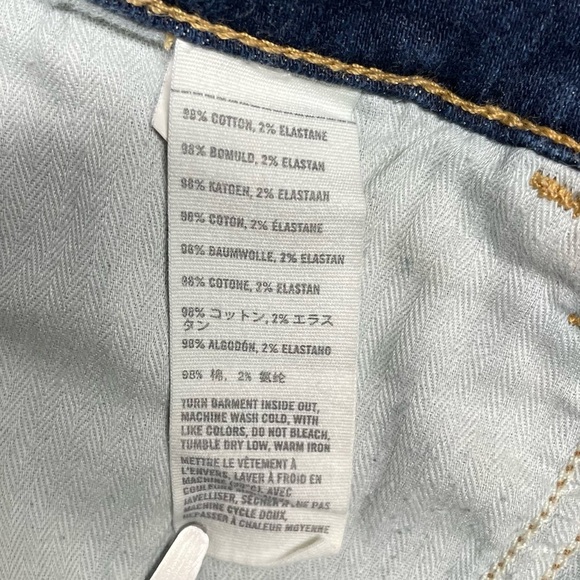 98% COTTON, 2% ELASTANE
98% BOMULD, 2% ELASTAN
98% KATOEN, 2% ELASTAAN
98% COTON, 2% ÉLASTANE
98% BAUMWOLLE, 2% ELASTAN
98% COTONE, 2% ELASTAN
98% コットン, 2% エラス
タン
98% ALGODÓN, 2% ELASTANO
98% 棉, 2% 氨纶
TURN GARMENT INSIDE OUT,
MACHINE WASH COLD, WITH
LIKE COLORS, DO NOT BLEACH,
TUMBLE DRY LOW, WARM IRON
METTRE LE VÊTEMENT À
L'ENVERS, LAVER À FROID EN
MACHINE AVEC
COULEURS
JAVELLISER, SÉCHER NE PAS
MACHINE CYCLE DOUX,
REPASSER À CHALEUR MOYENNE